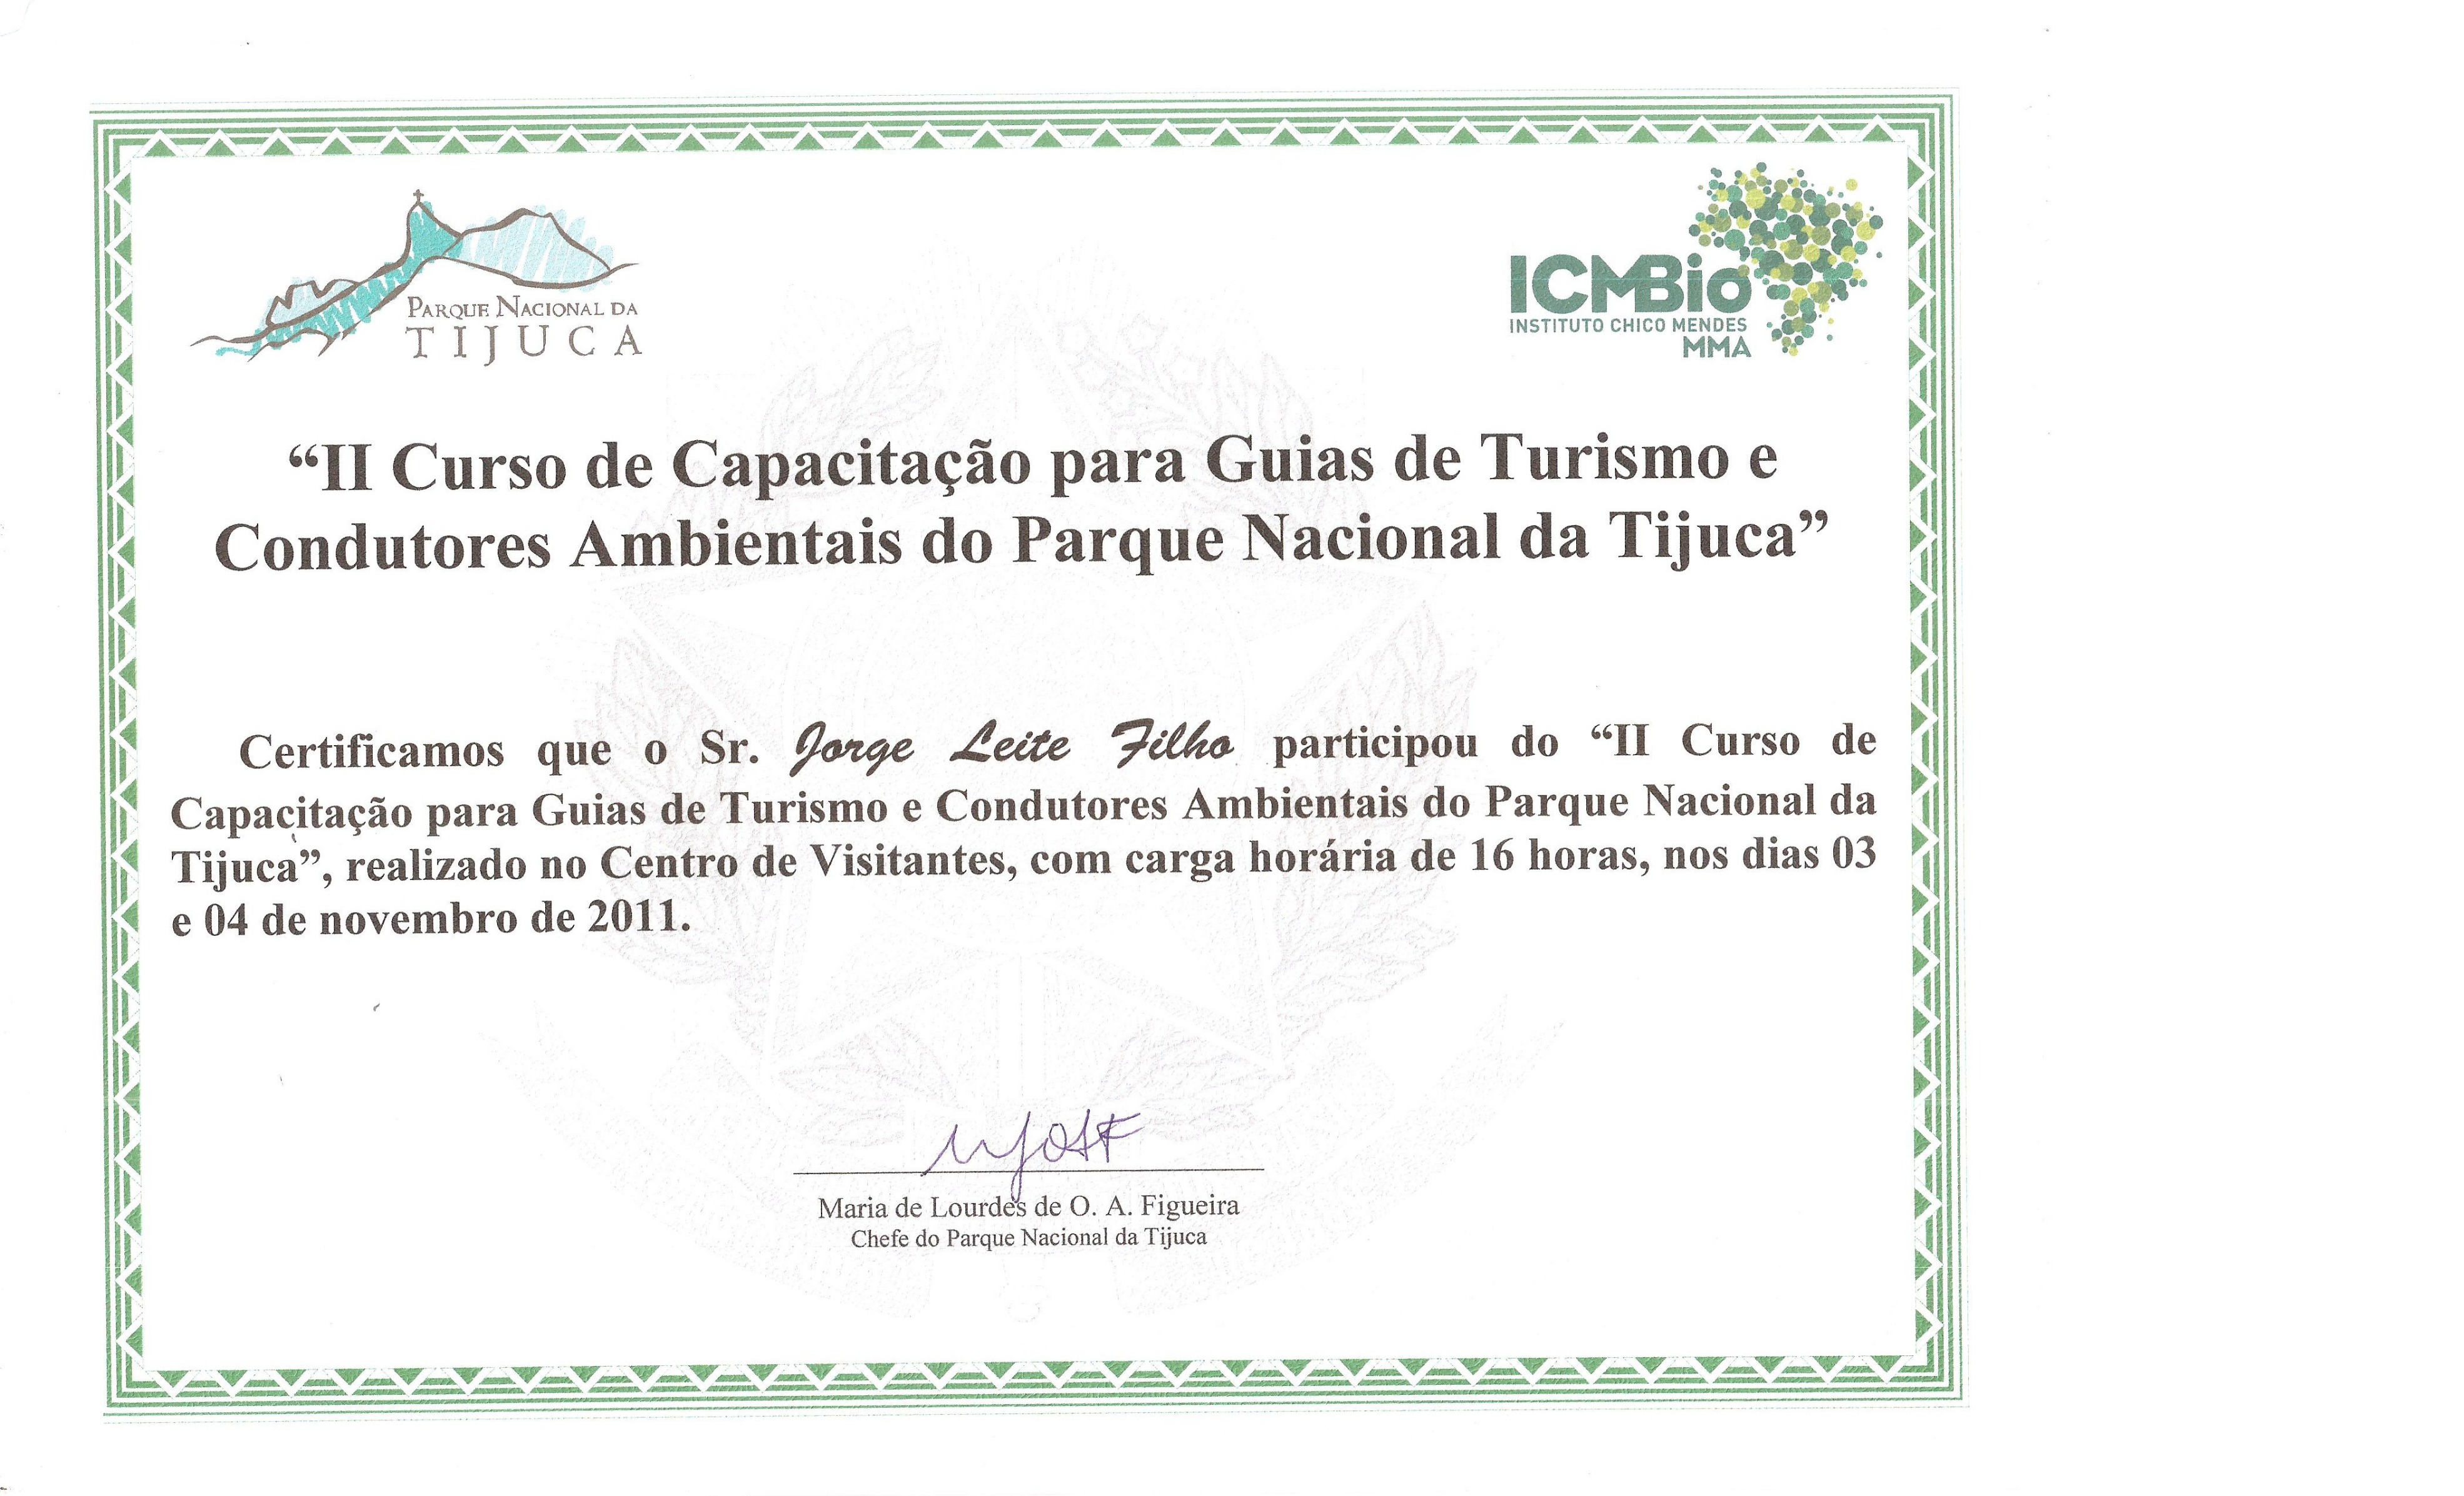 PARQUE NACIONAL DA
TIJUCA
ICMBio
INSTITUTO CHICO MENDES
MMA
“II Curso de Capacitação para Guias de Turismo e
Condutores Ambientais do Parque Nacional da Tijuca”
Certificamos que o Sr. Jorge Leite Filho participou do “II Curso de
Capacitação para Guias de Turismo e Condutores Ambientais do Parque Nacional da
Tijuca”, realizado no Centro de Visitantes, com carga horária de 16 horas, nos dias 03
e 04 de novembro de 2011.
Maria de Lourdes de O. A. Figueira
Chefe do Parque Nacional da Tijuca